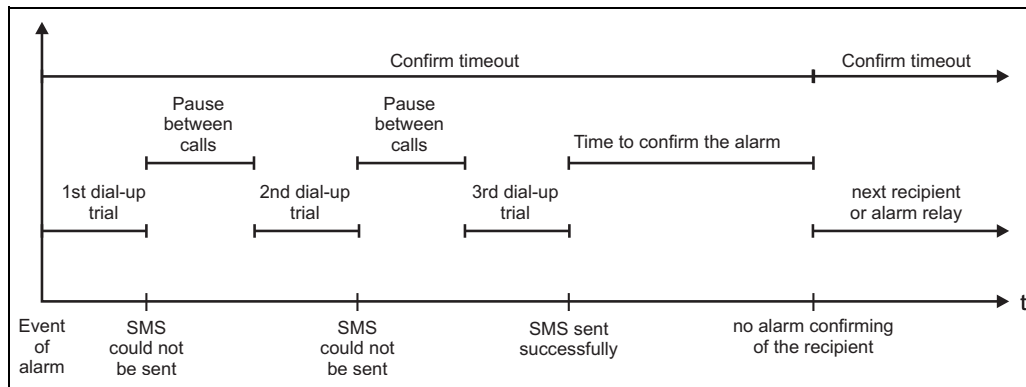 Confirm timeout
Confirm timeout
Pause
between
calls
Pause
between
calls
Time to confirm the alarm
1st dial-up
trial
2nd dial-up
trial
3rd dial-up
trial
next recipient
or alarm relay
t
Event
of
alarm
SMS
could not
be sent
SMS
could not
be sent
SMS sent
successfully
no alarm confirming
of the recipient